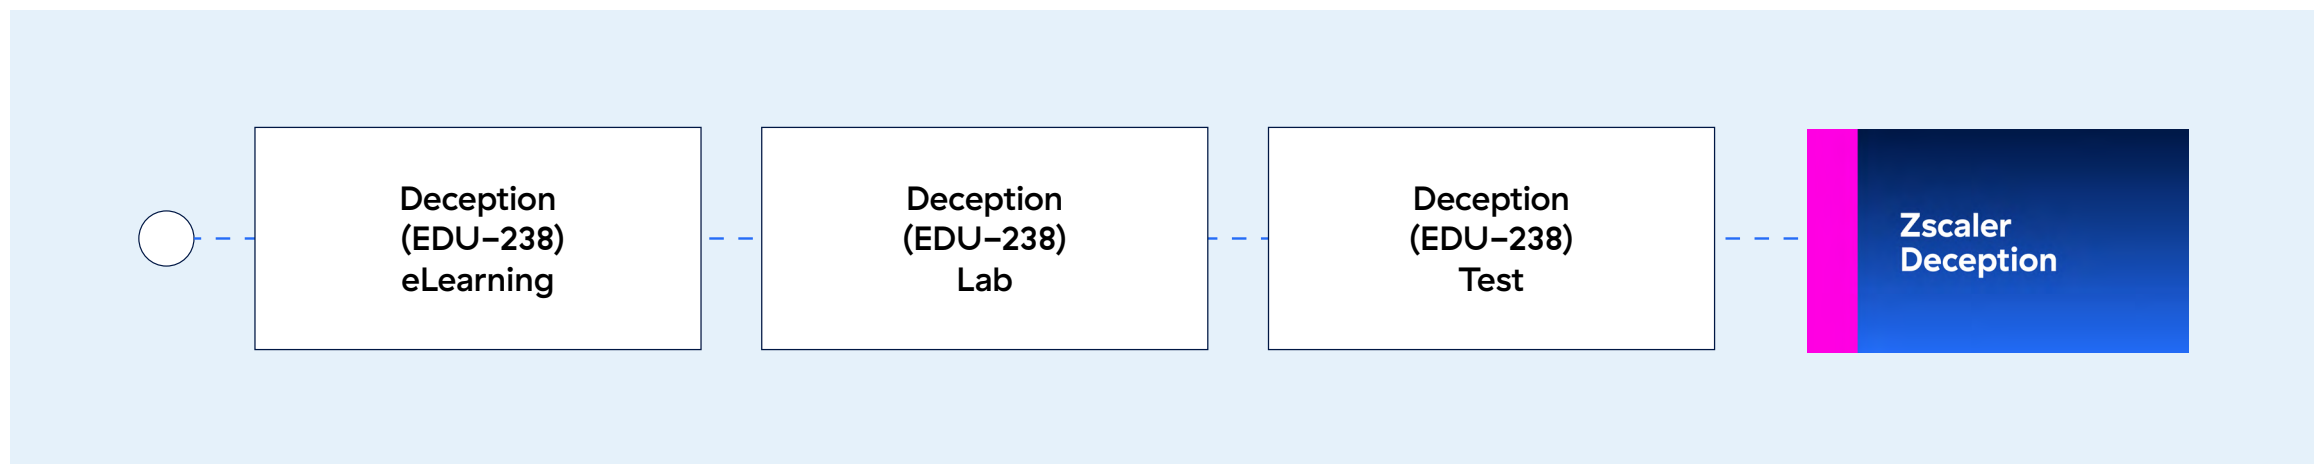 Deception
(EDU–238)
eLearning
Deception
(EDU–238)
Lab
Deception
(EDU–238)
Test
Zscaler
Deception